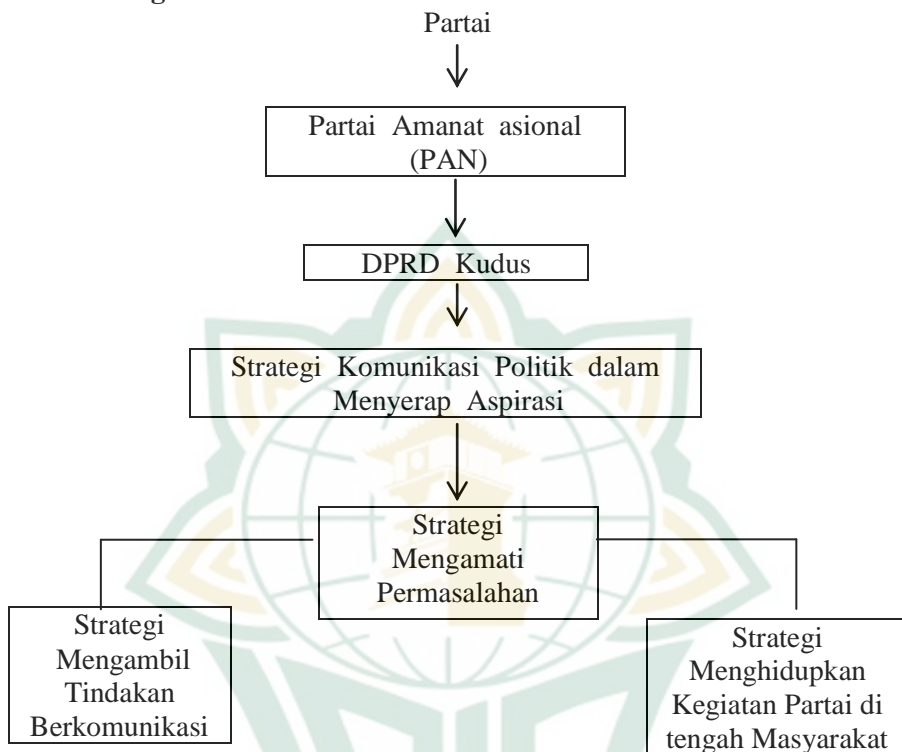 Partai
Partai Amanat asional
(PAN)
DPRD Kudus
Strategi Komunikasi Politik dalam
Menyerap Aspirasi
Strategi
Mengamati
Permasalahan
Strategi
Mengambil
Tindakan
Berkomunikasi
Strategi
Menghidupkan
Kegiatan Partai di
tengah Masyarakat